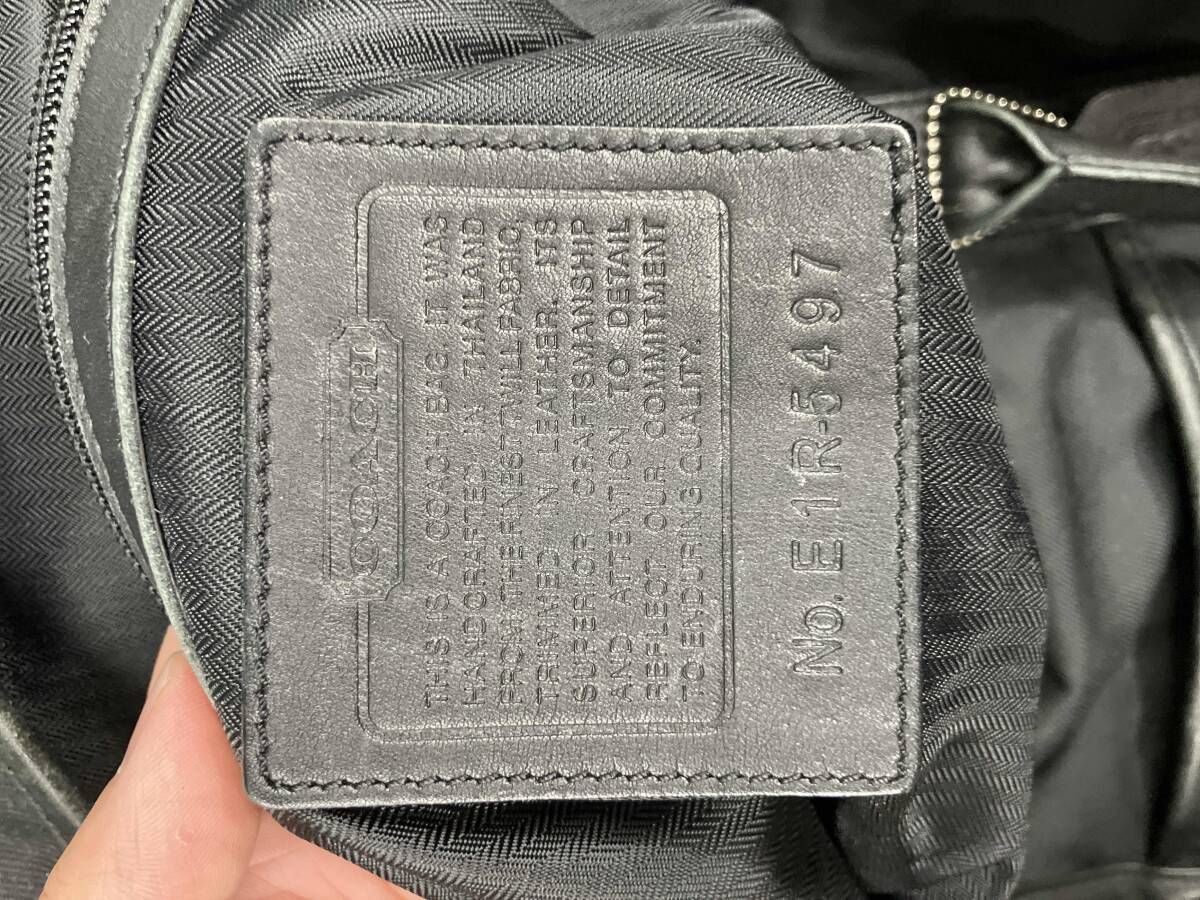 COACH
THIS IS A COACH BAG. IT WAS
HANDCRAFTED IN THAILAND
FROM THE FINEST TWILL FABRIC,
TRIMMED IN LEATHER. ITS
SUPERIOR CRAFTSMANSHIP
AND ATTENTION TO DETAIL
REFLECT OUR COMMITMENT
TO ENDURING QUALITY.
No. E1R-5497